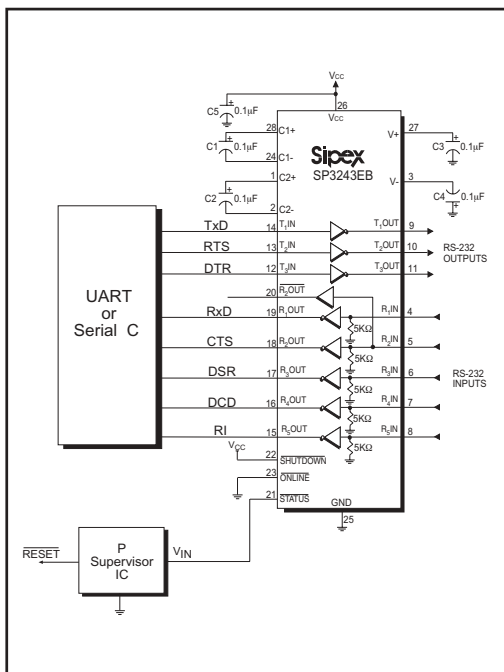 VCC
26
VCC
C5 + 0.1µF
28 C1+
C1 + 0.1µF
24 C1-
1 C2+
C2 + 0.1µF
2 C2-
Sipex
SP3243EB
V+ 27
C3 + 0.1µF
V- 3
C4 0.1µF +
TxD 14 T1IN T1OUT 9
RTS 13 T2IN T2OUT 10
DTR 12 T3IN T3OUT 11
RS-232
OUTPUTS
UART
or
Serial C
20 R2OUT
RxD 19 R1OUT R1IN 4
5KΩ
CTS 18 R2OUT R2IN 5
5KΩ
DSR 17 R3OUT R3IN 6
5KΩ
DCD 16 R4OUT R4IN 7
5KΩ
RI 15 R5OUT R5IN 8
5KΩ
RS-232
INPUTS
VCC
22 SHUTDOWN
23 ONLINE
21 STATUS
GND
25
RESET
P
Supervisor
IC
VIN